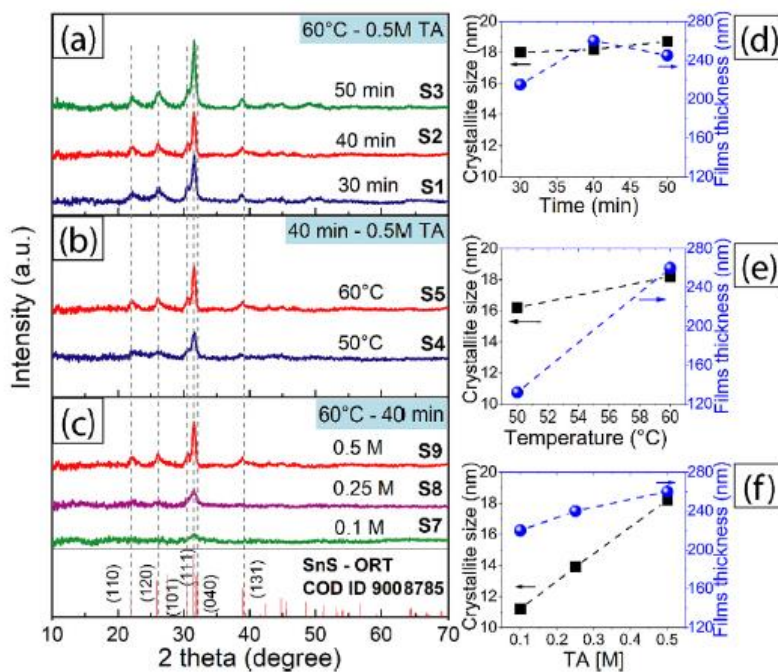 (a)
60°C - 0.5M TA
50 min S3
40 min S2
30 min S1
(b)
40 min - 0.5M TA
60°C S5
50°C S4
(c)
60°C - 40 min
0.5 M S9
0.25 M S8
0.1 M S7
(110)
(120)
(101)
(111)
(040)
(131)
SnS - ORT
COD ID 9008785
10 20 30 40 50 60 70
2 theta (degree)
Intensity (a.u.)
(d)
Crystallite size (nm)
20
18
16
14
12
10
Films thickness (nm)
280
240
200
160
120
30 35 40 45 50
Time (min)
(e)
Crystallite size (nm)
20
18
16
14
12
10
Films thickness (nm)
280
240
200
160
120
50 52 54 56 58 60
Temperature (°C)
(f)
Crystallite size (nm)
20
18
16
14
12
10
Films thickness (nm)
280
240
200
160
120
0.1 0.2 0.3 0.4 0.5
TA [M]